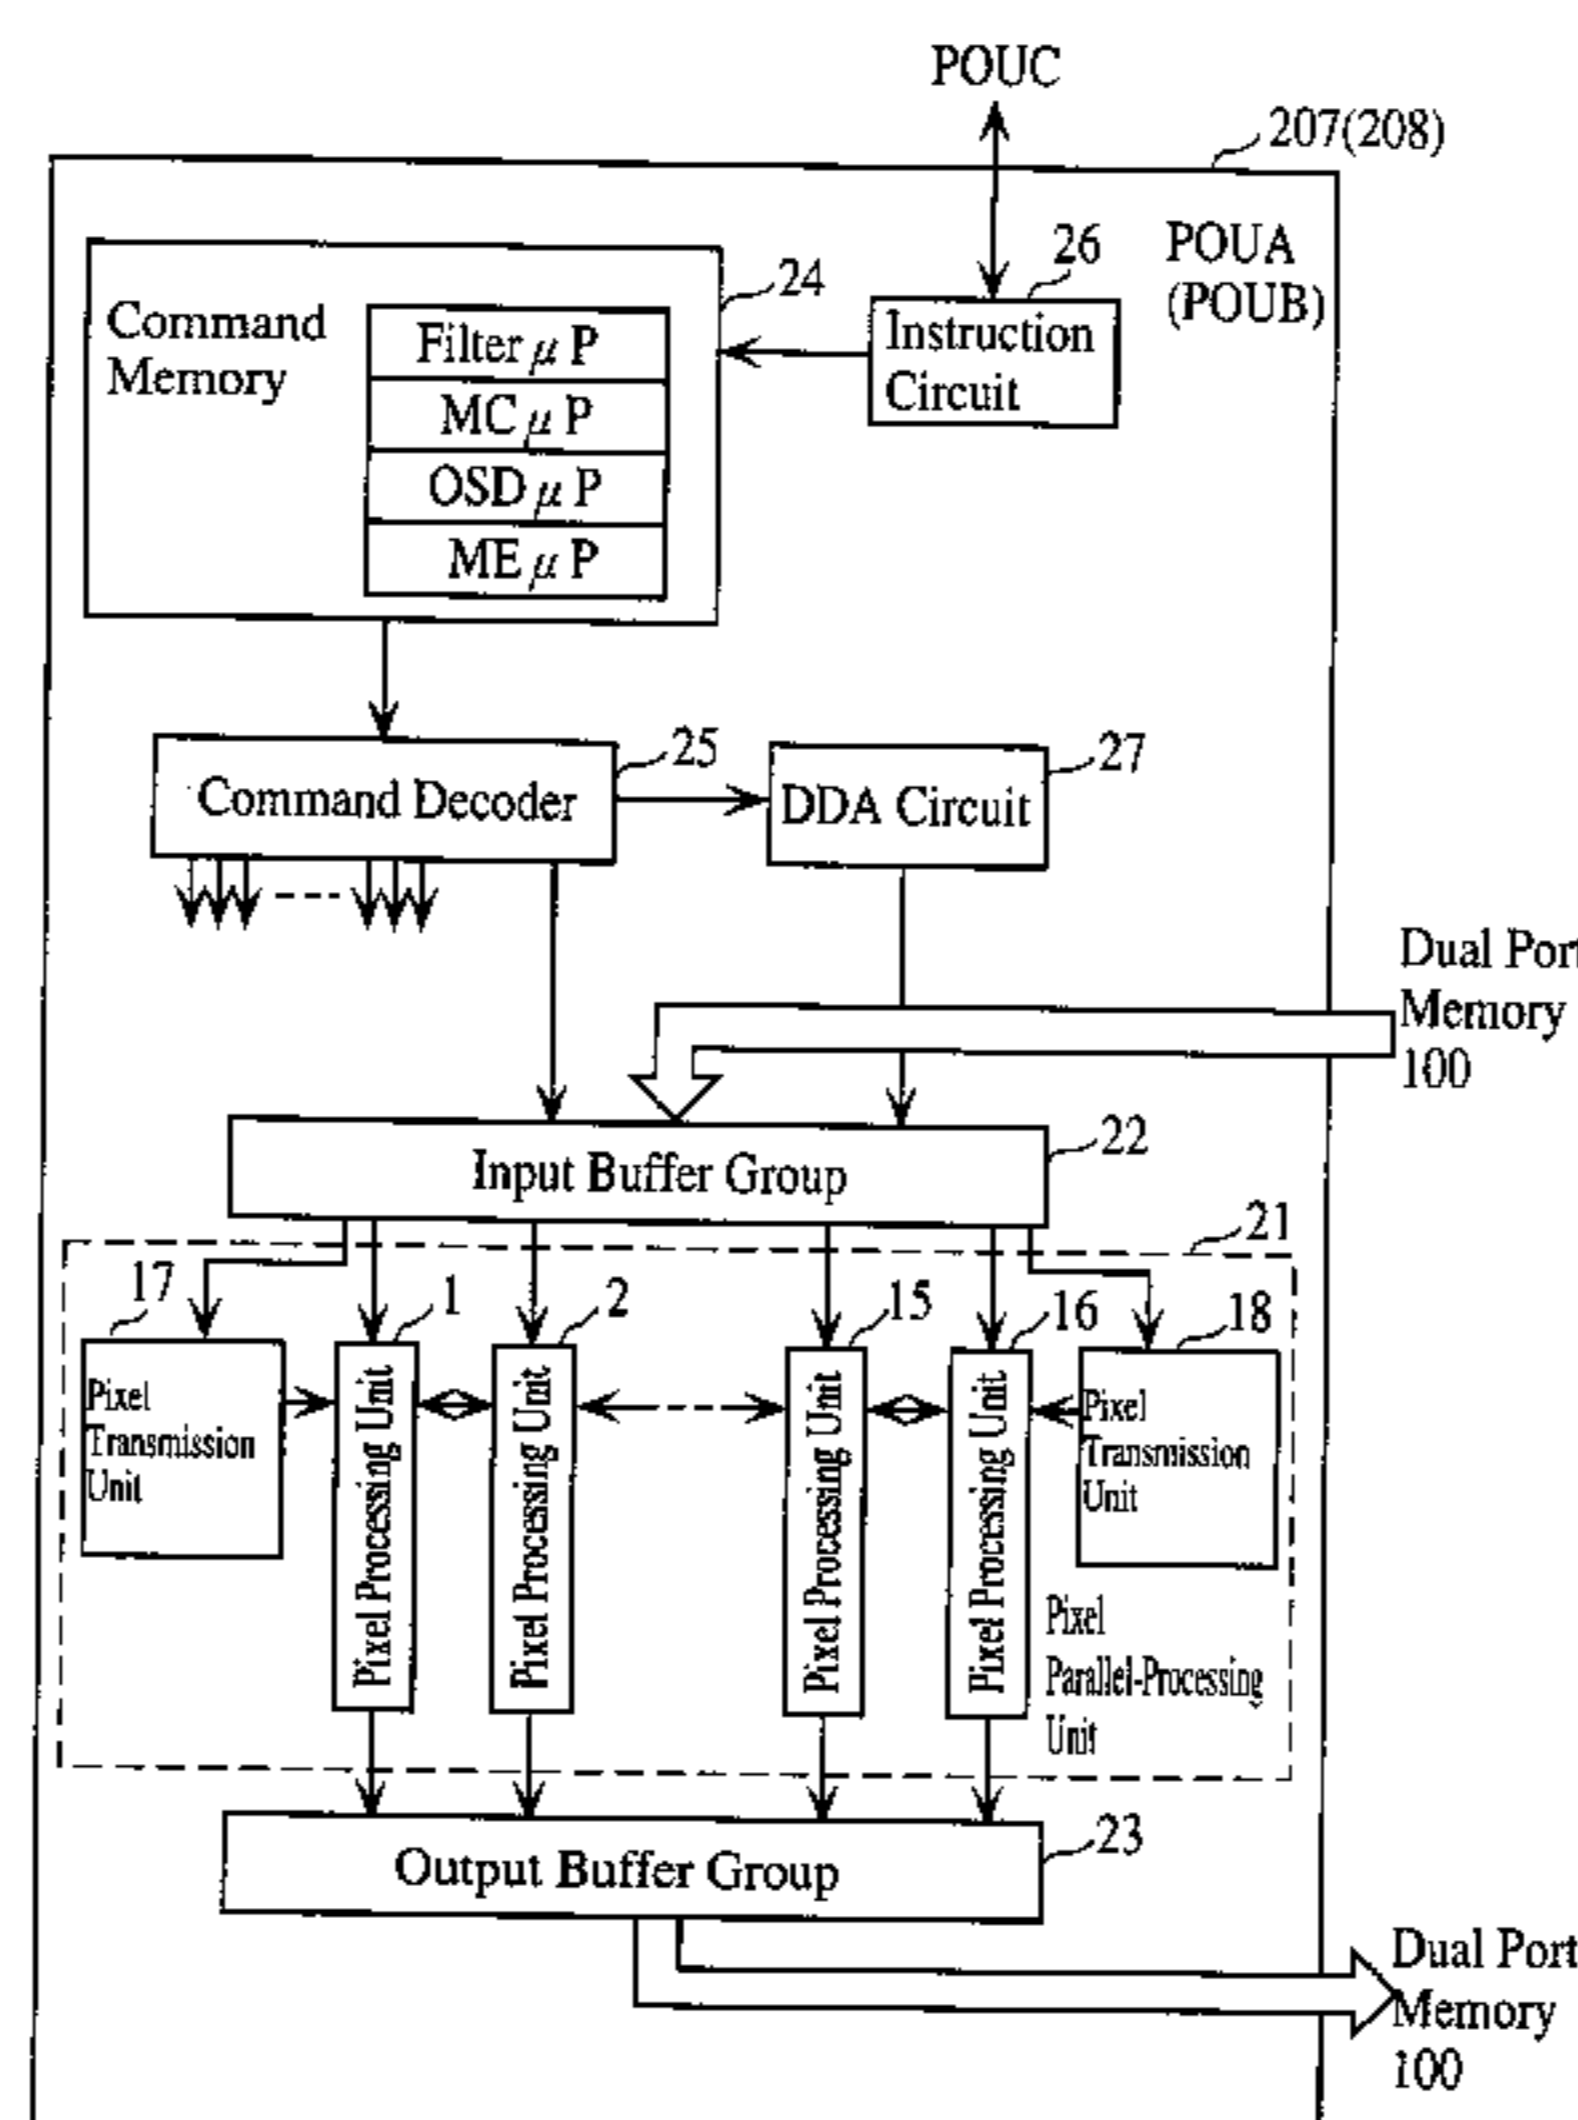 POUC
207(208)
POUA
(POUB)
26
24
Command
Memory
Filter μ P
MC μ P
OSD μ P
ME μ P
Instruction
Circuit
25
27
Command Decoder
DDA Circuit
Dual Port
Memory
100
22
Input Buffer Group
21
17
1
2
15
16
18
Pixel
Transmission
Unit
Pixel Processing Unit
Pixel Processing Unit
Pixel Processing Unit
Pixel Processing Unit
Pixel
Transmission
Unit
Pixel
Parallel-Processing
Unit
23
Output Buffer Group
Dual Port
Memory
100